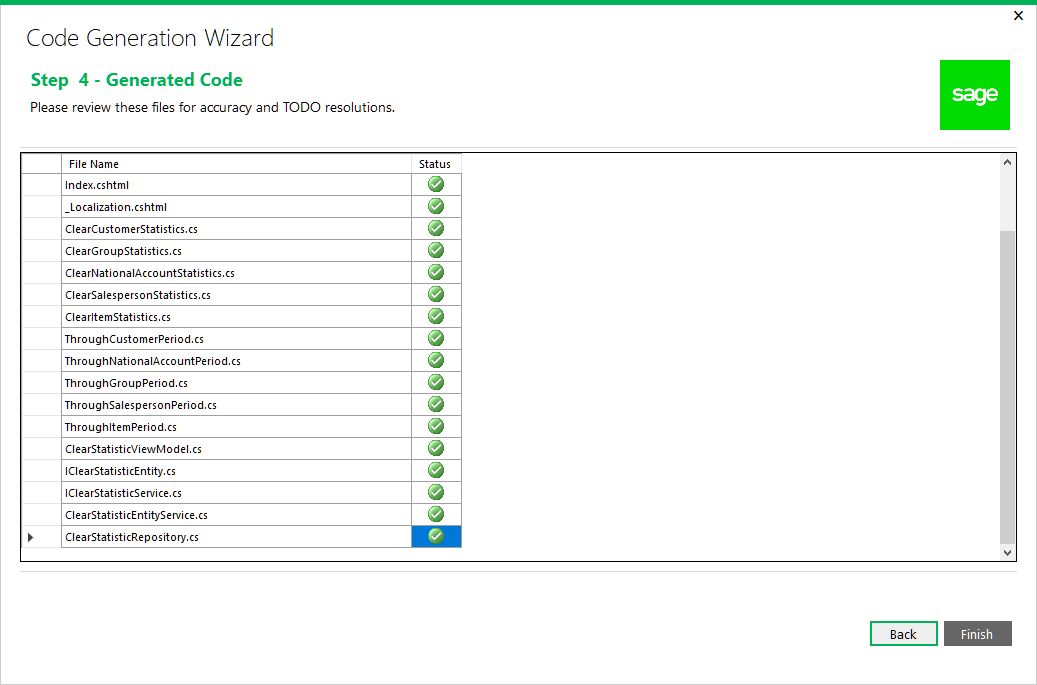 Code Generation Wizard
Step 4 - Generated Code
Please review these files for accuracy and TODO resolutions.
sage
File Name Status
Index.cshtml
_Localization.cshtml
ClearCustomerStatistics.cs
ClearGroupStatistics.cs
ClearNationalAccountStatistics.cs
ClearSalespersonStatistics.cs
ClearItemStatistics.cs
ThroughCustomerPeriod.cs
ThroughNationalAccountPeriod.cs
ThroughGroupPeriod.cs
ThroughSalespersonPeriod.cs
ThroughItemPeriod.cs
ClearStatisticViewModel.cs
IClearStatisticEntity.cs
IClearStatisticService.cs
ClearStatisticEntityService.cs
ClearStatisticRepository.cs
Back Finish